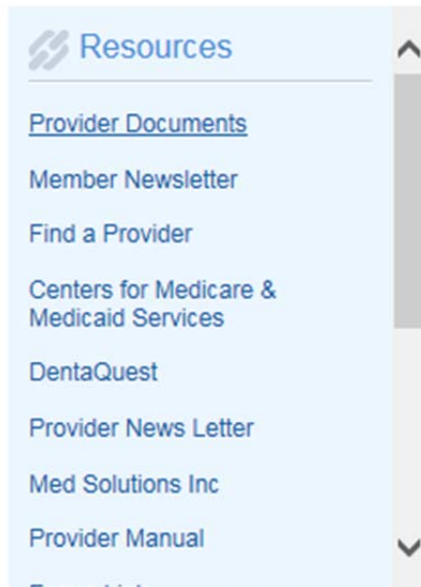 Resources
Provider Documents
Member Newsletter
Find a Provider
Centers for Medicare &
Medicaid Services
DentaQuest
Provider News Letter
Med Solutions Inc
Provider Manual